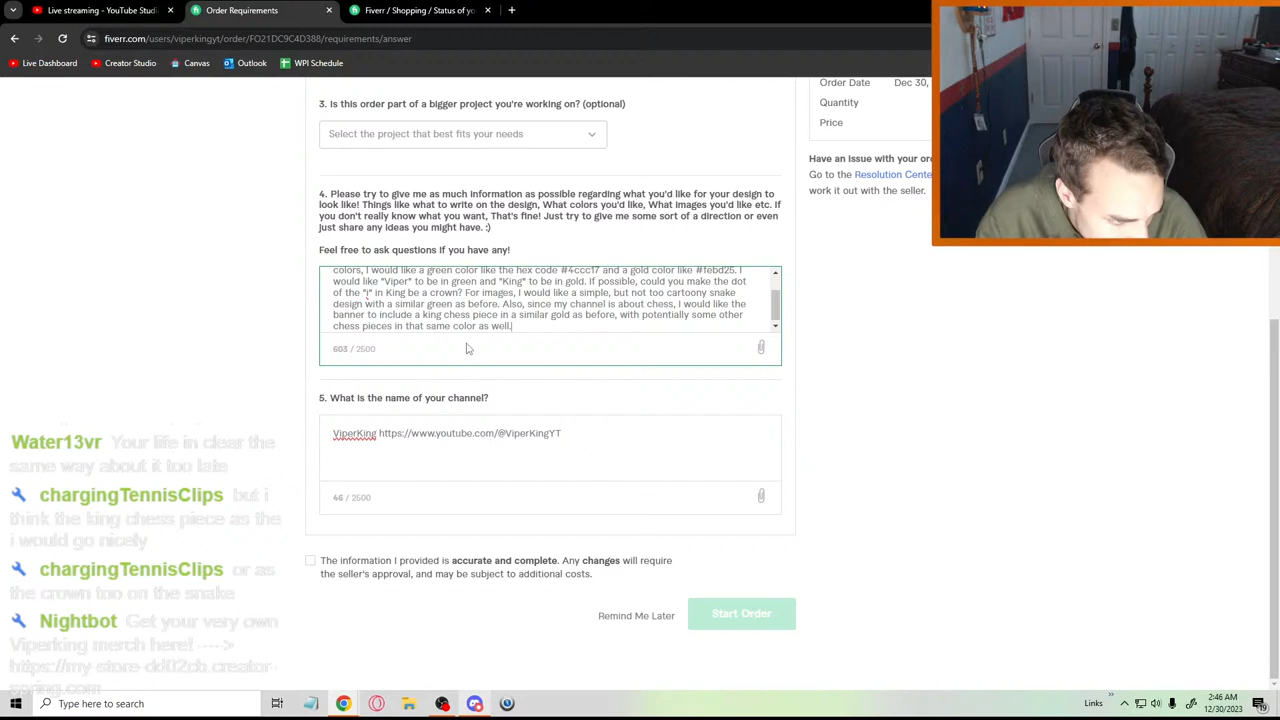 Live streaming - YouTube Studi
Order Requirements
Fiverr / Shopping / Status of yo
fiverr.com/users/viperkingyt/order/FO21DC9C4D388/requirements/answer
Live Dashboard
Creator Studio
Canva
Outlook
WPI Schedule
3. Is this order part of a bigger project you're working on? (optional)
Select the project that best fits your needs
4. Please try to give me as much information as possible regarding what you'd like for your design to
look like! Things like what to write on the design, What colors you'd like, What images you'd like etc. If
you don't really know what you want, That's fine! Just try to give me some sort of a direction or even
just share any ideas you might have. :)
Feel free to ask questions if you have any!
colors, I would like a green color like the hex code #4ccc17 and a gold color like #febd25. I
would like "Viper" to be in green and "King" to be in gold. If possible, could you make the dot
of the "i" in King be a crown? For images, I would like a simple, but not too cartoony snake
design with a similar green as before. Also, since my channel is about chess, I would like the
banner to include a king chess piece in a similar gold as before, with potentially some other
chess pieces in that same color as well.
603 / 2500
5. What is the name of your channel?
ViperKing https://www.youtube.com/@ViperKingYT
46 / 2500
The information I provided is accurate and complete. Any changes will require
the seller's approval, and may be subject to additional costs.
Remind Me Later
Start Order
Order Date Dec 30,
Quantity
Price
Have an issue with your ord
Go to the Resolution Cente
work it out with the seller.
Water13vr Your life in clear the
same way about it too late
chargingTennisClips but i
think the king chess piece as the
i would go nicely
chargingTennisClips or as
the crown too on the snake
Nightbot Get your very own
Viperking merch here! ---->
https://my-store-dd02cb.creator-
spring.com
Type here to search
Links
2:46 AM
12/30/2023
19